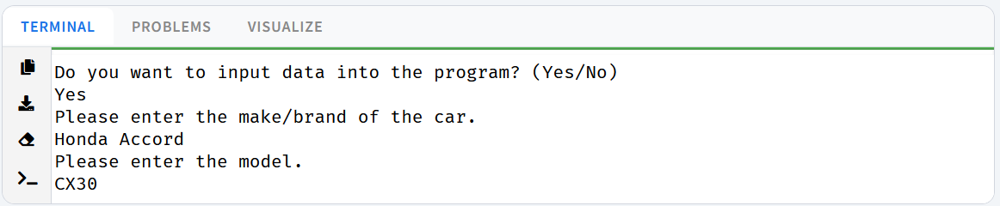 TERMINAL PROBLEMS VISUALIZE
Do you want to input data into the program? (Yes/No)
Yes
Please enter the make/brand of the car.
Honda Accord
Please enter the model.
CX30